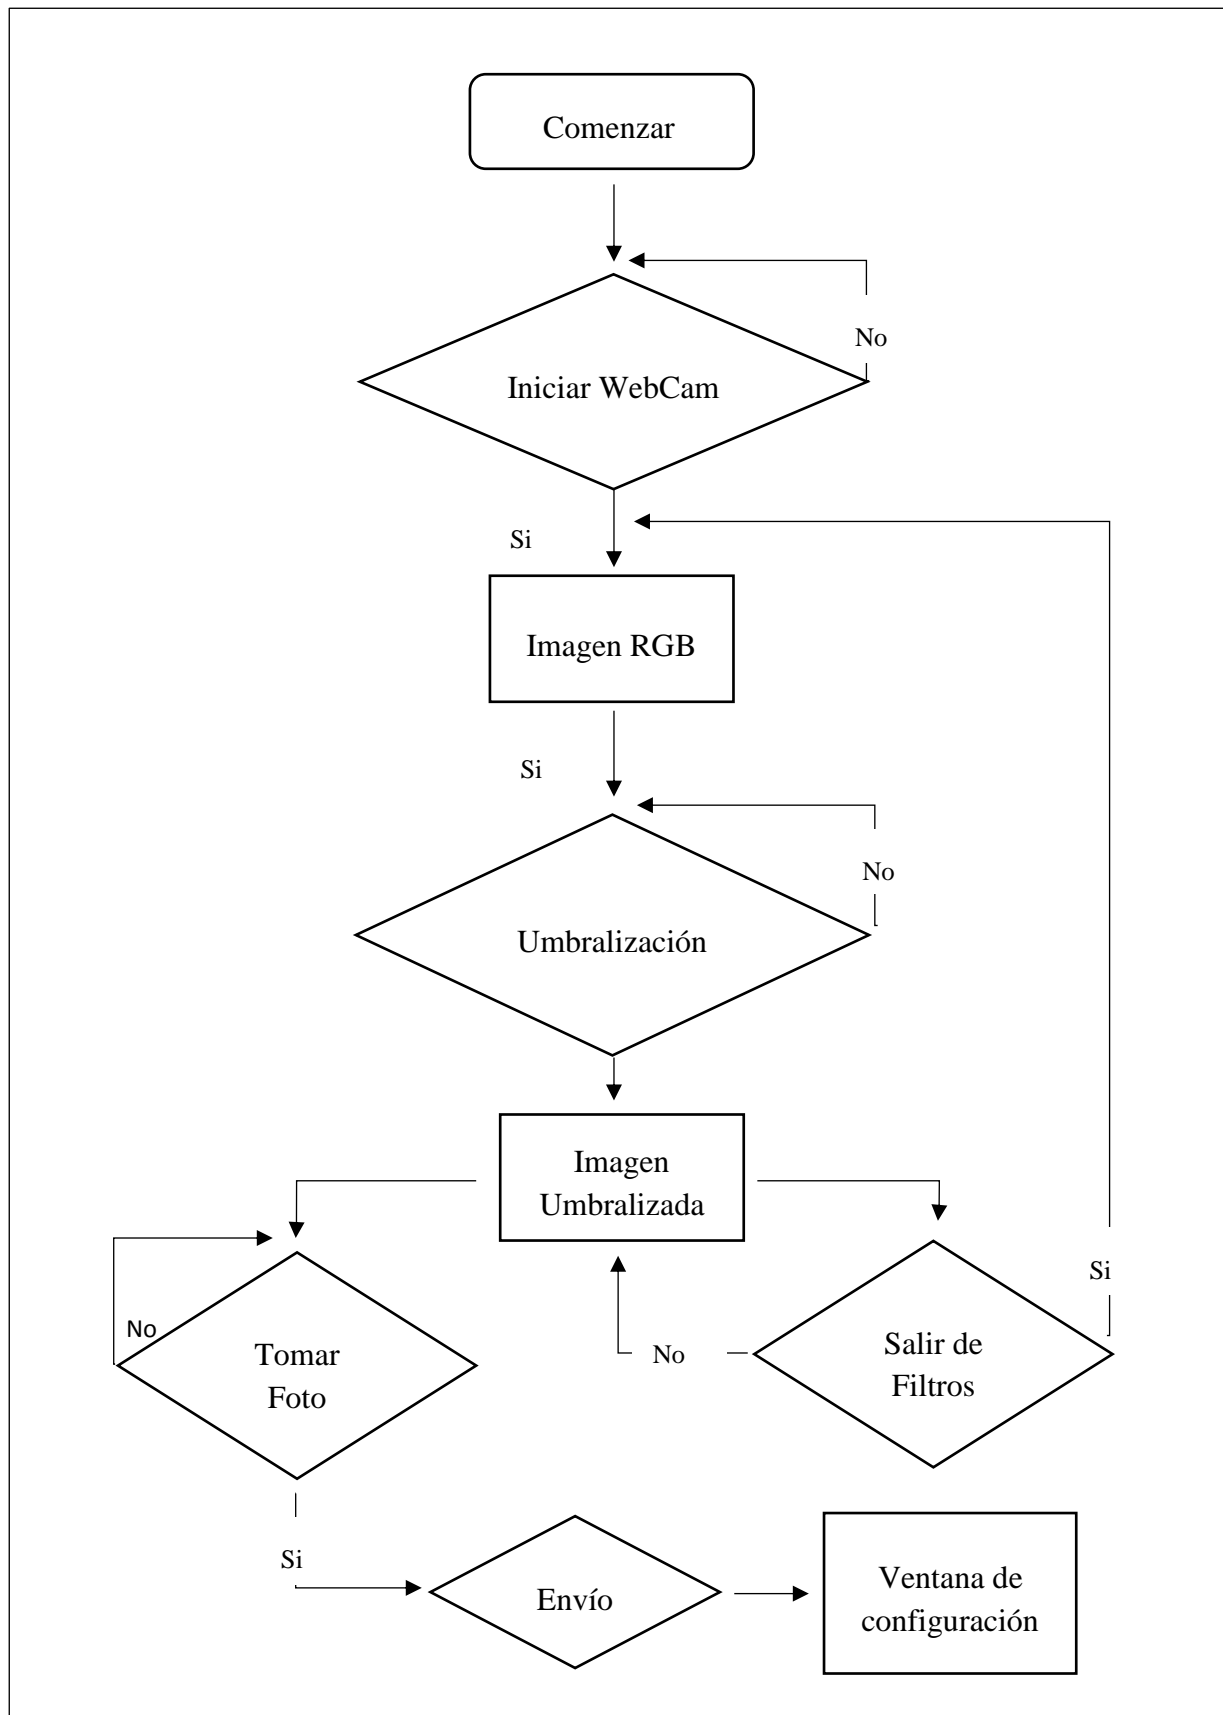 Comenzar
No
Iniciar WebCam
Si
Imagen RGB
Si
No
Umbralización
Imagen
Umbralizada
Si
No
Tomar
Foto
No
Salir de
Filtros
Si
Envío
Ventana de
configuración